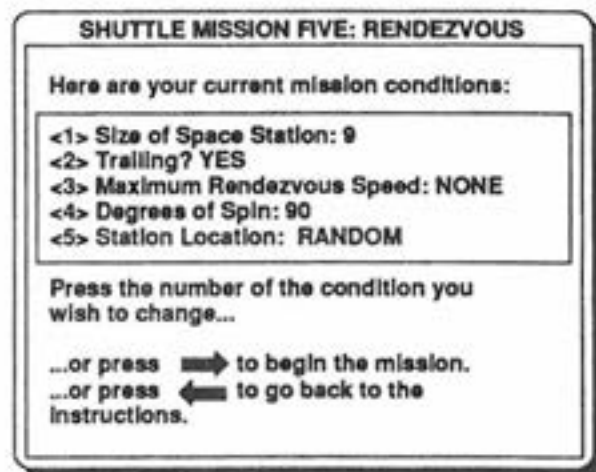 SHUTTLE MISSION FIVE: RENDEZVOUS
Here are your current mission conditions:
<1> Size of Space Station: 9
<2> Trailing? YES
<3> Maximum Rendezvous Speed: NONE
<4> Degrees of Spin: 90
<5> Station Location: RANDOM
Press the number of the condition you
wish to change...
...or press to begin the mission.
...or press to go back to the
instructions.